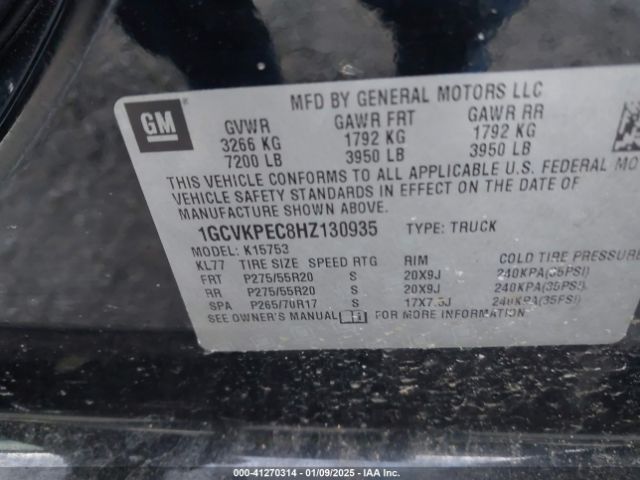 MFD BY GENERAL MOTORS LLC
GM
GVWR GAWR FRT GAWR RR
3266 KG 1792 KG 1792 KG
7200 LB 3950 LB 3950 LB
THIS VEHICLE CONFORMS TO ALL APPLICABLE U.S. FEDERAL MO
VEHICLE SAFETY STANDARDS IN EFFECT ON THE DATE OF
MANUFACTURE SHOWN ABOVE.
1GCVKPEC8HZ130935 TYPE: TRUCK
MODEL: K15753
KL77 TIRE SIZE SPEED RTG RIM COLD TIRE PRESSURE
FRT P275/55R20 S 20X9J 240KPA(35PSI)
RR P275/55R20 S 20X9J 240KPA(35PSI)
SPA P265/70R17 S 17X7.5J 240KPA(35PSI)
SEE OWNER'S MANUAL FOR MORE INFORMATION
000-41270314 - 01/09/2025 - IAA Inc.